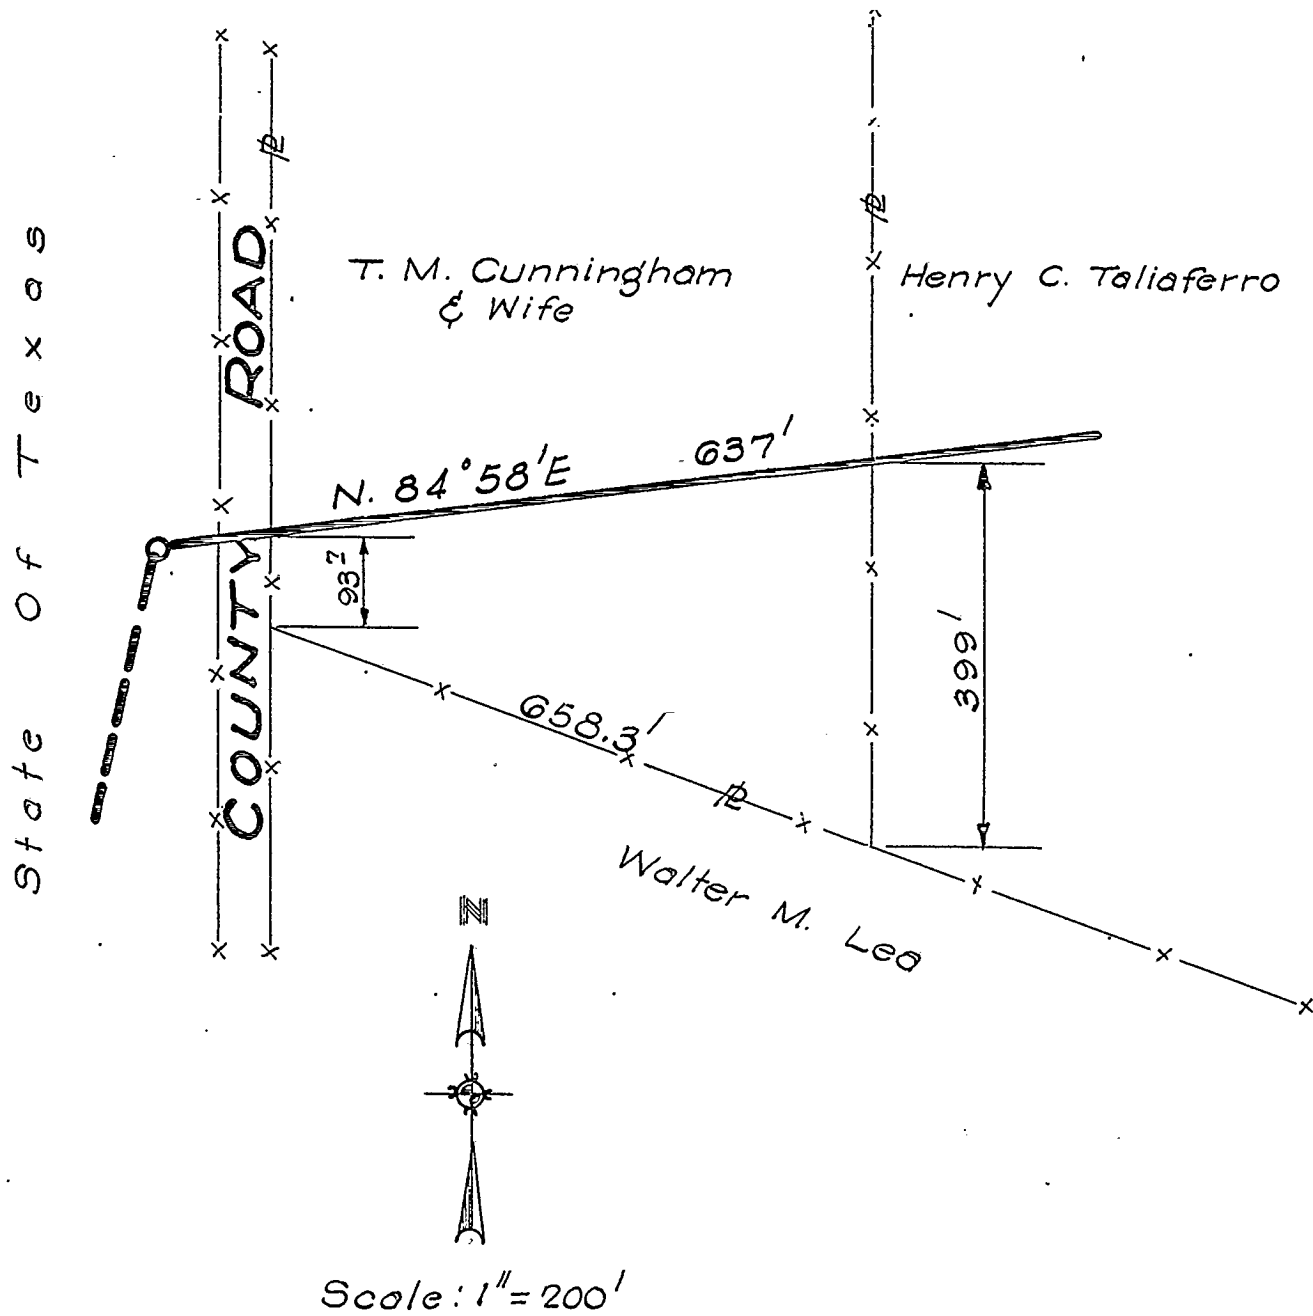 State Of Texas
COUNTY ROAD
T. M. Cunningham
& Wife
Henry C. Taliaferro
N. 84°58'E 637'
93⁷
399'
658.3'
Walter M. Lea
N
Scale: 1"=200'